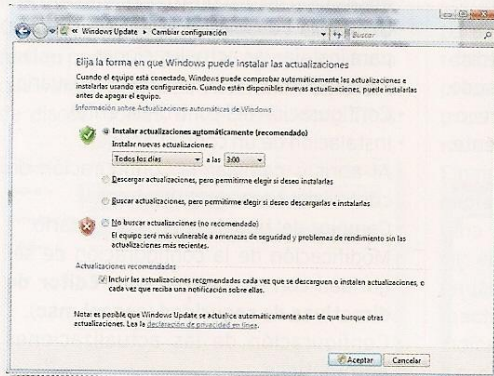 « Windows Update ▸ Cambiar configuración
Buscar
Elija la forma en que Windows puede instalar las actualizaciones
Cuando el equipo está conectado, Windows puede comprobar automáticamente las actualizaciones e
instalarlas usando esta configuración. Cuando estén disponibles nuevas actualizaciones, puede instalarlas
antes de apagar el equipo.
Información sobre Actualizaciones automáticas de Windows
Instalar actualizaciones automáticamente (recomendado)
Instalar nuevas actualizaciones:
Todos los días a las 3:00
Descargar actualizaciones, pero permitirme elegir si deseo instalarlas
Buscar actualizaciones, pero permitirme elegir si deseo descargarlas e instalarlas
No buscar actualizaciones (no recomendado)
El equipo será más vulnerable a amenazas de seguridad y problemas de rendimiento sin las
actualizaciones más recientes.
Actualizaciones recomendadas
Incluir las actualizaciones recomendadas cada vez que se descarguen o instalen actualizaciones, o
cada vez que reciba una notificación sobre ellas.
Nota: es posible que Windows Update se actualice automáticamente antes de que busque otras
actualizaciones. Lea la declaración de privacidad en línea.
Aceptar Cancelar